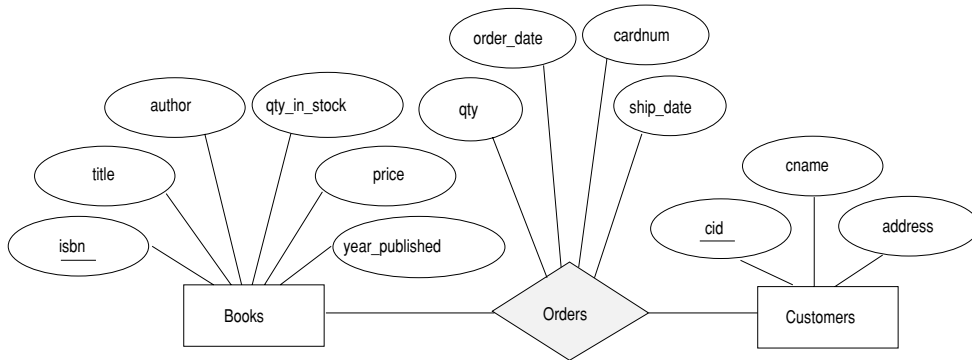 order_date
cardnum
author
qty_in_stock
qty
ship_date
title
price
cname
isbn
year_published
cid
address
Books
Orders
Customers